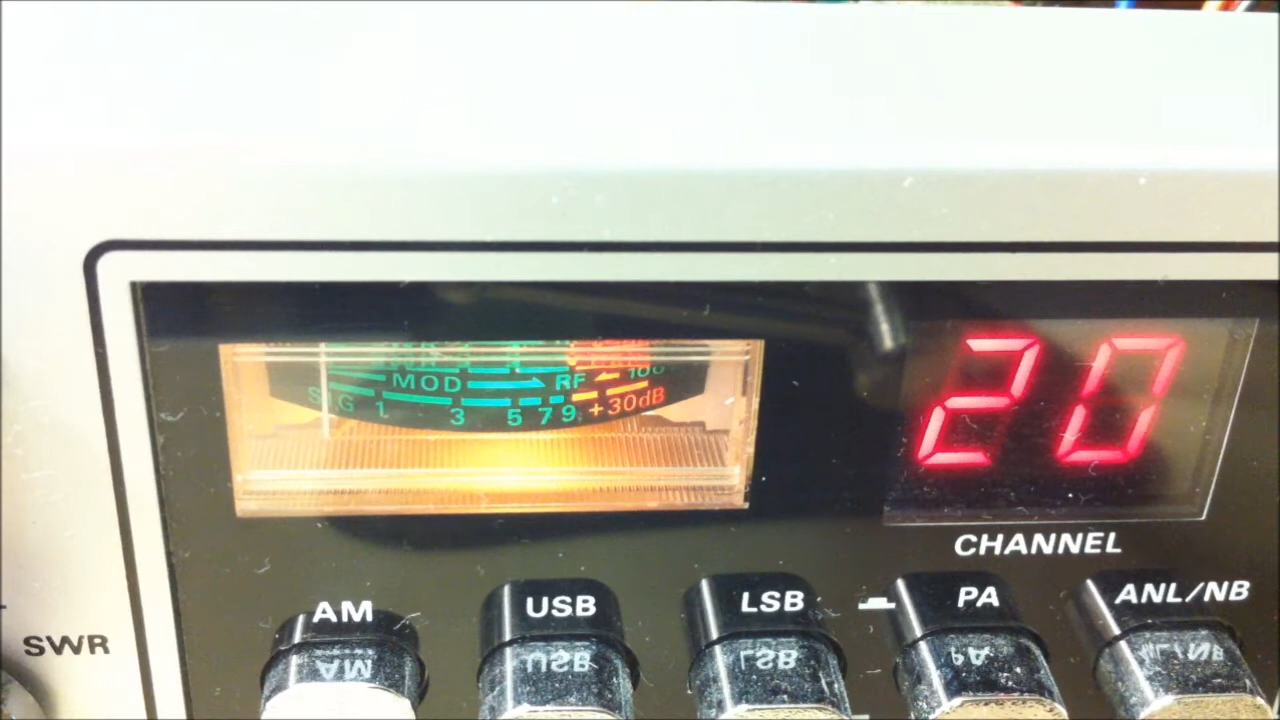 MOD RF 100
SIG 1 3 5 7 9 +30dB
20
CHANNEL
AM USB LSB PA ANL/NB
SWR